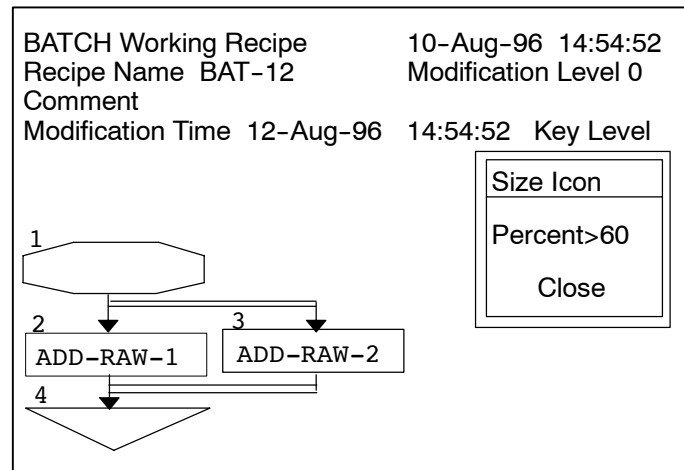 BATCH Working Recipe 10-Aug-96 14:54:52
Recipe Name BAT-12 Modification Level 0
Comment
Modification Time 12-Aug-96 14:54:52 Key Level
Size Icon
Percent>60
Close
1
2
3
ADD-RAW-1
ADD-RAW-2
4